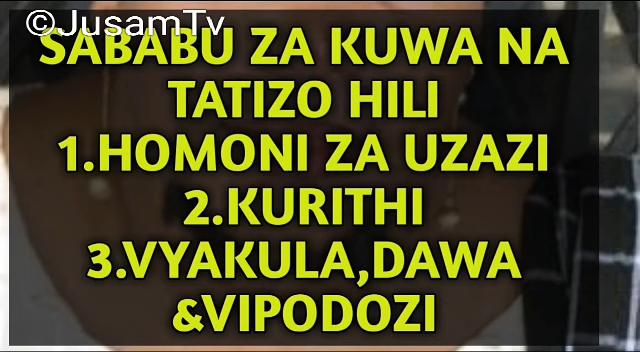 ©JusamTv
SABABU ZA KUWA NA
TATIZO HILI
1.HOMONI ZA UZAZI
2.KURITHI
3.VYAKULA,DAWA
&VIPODOZI